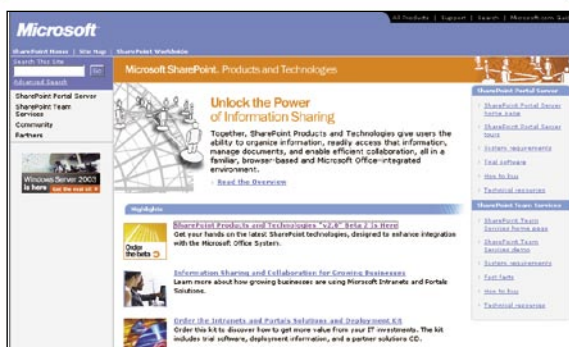 All Products | Support | Search | Microsoft.com Guide
Microsoft
SharePoint Home | Site Map | SharePoint Worldwide
Search This Site
GO
Advanced Search
SharePoint Portal Server
SharePoint Team
Services
Community
Partners
Windows Server 2003
is here
Get the most of it
Microsoft SharePoint. Products and Technologies
Unlock the Power
of Information Sharing
Together, SharePoint Products and Technologies give users the
ability to organize information, readily access that information,
manage documents, and enable efficient collaboration, all in a
familiar, browser-based and Microsoft Office-integrated
environment.
Read the Overview
Highlights
Order
the beta
SharePoint Products and Technologies "v2.0" Beta 2 Is Here
Get your hands on the latest SharePoint technologies, designed to enhance integration
with the Microsoft Office System.
Information Sharing and Collaboration for Growing Businesses
Learn more about how growing businesses are using Microsoft Intranets and Portals
Solutions.
Order the Intranets and Portals Solutions and Deployment Kit
Order this kit to discover how to get more value from your IT investments. The kit
includes trial software, deployment information, and a partner solutions CD.
SharePoint Portal Server
SharePoint Portal Server
home page
SharePoint Portal Server
tours
System requirements
Trial software
How to buy
Technical resources
SharePoint Team Services
SharePoint Team
Services home page
SharePoint Team
Services demo
System requirements
Fast facts
How to buy
Technical resources